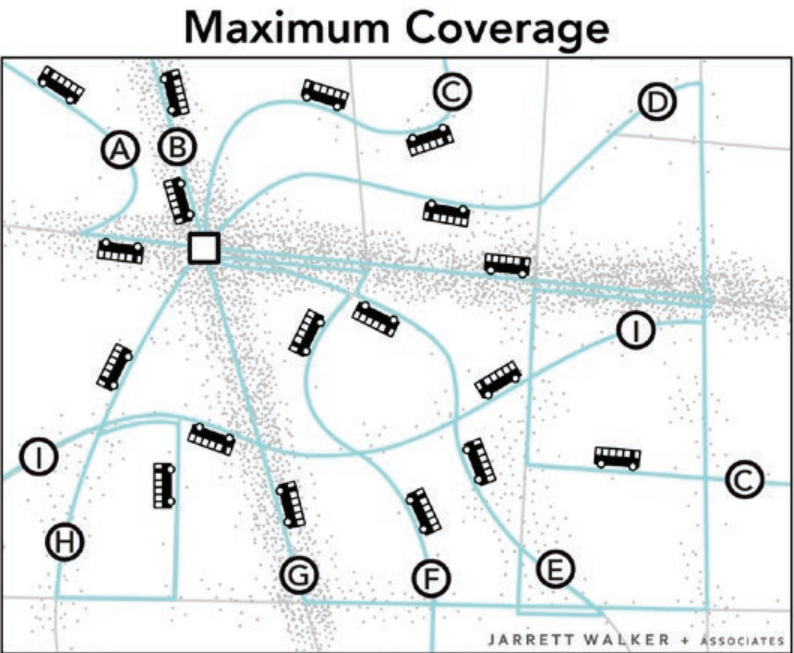 Maximum Coverage
C
D
A
B
I
I
C
H
G
F
E
JARRETT WALKER + ASSOCIATES